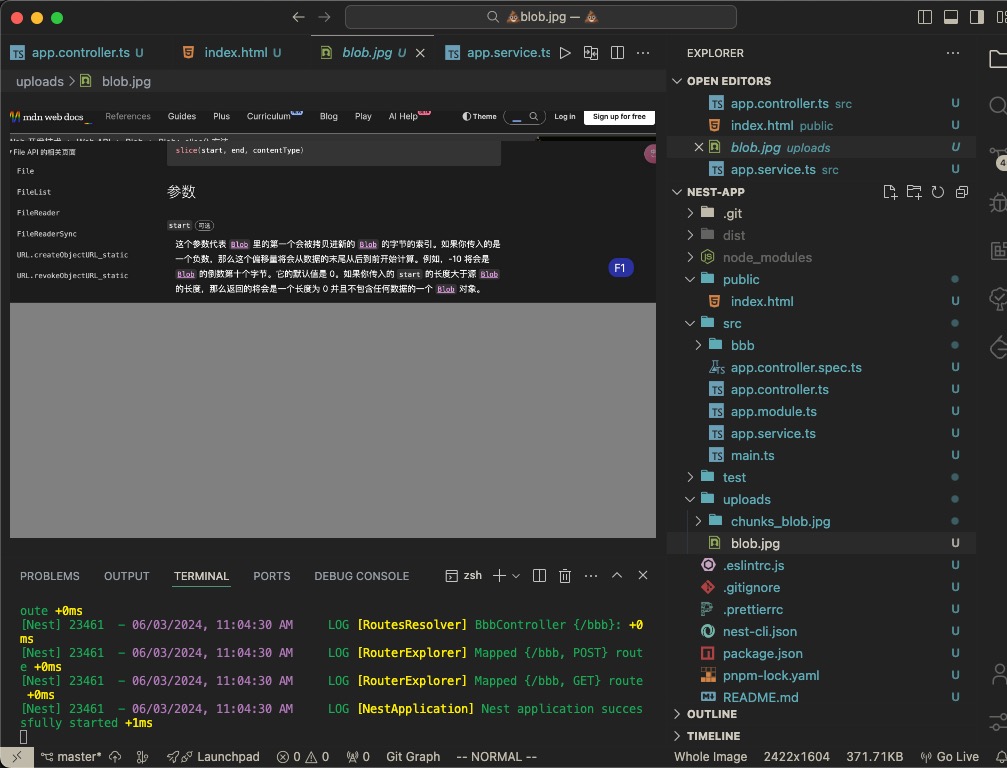 💩blob.jpg — 💩
TS app.controller.ts U
index.html U
blob.jpg U
TS app.service.ts
uploads > blob.jpg
mdn web docs
References Guides Plus Curriculum Blog Play AI Help Theme Log in Sign up for free
File API 的相关页面
File
FileList
FileReader
FileReaderSync
URL.createObjectURL_static
URL.revokeObjectURL_static
slice(start, end, contentType)
参数
start 可选
这个参数代表 Blob 里的第一个会被拷贝进新的 Blob 的字节的索引。如果你传入的是
一个负数，那么这个偏移量将会从数据的末尾从后到前开始计算。例如，-10 将会是
Blob 的倒数第十个字节。它的默认值是 0。如果你传入的 start 的长度大于源 Blob
的长度，那么返回的将会是一个长度为 0 并且不包含任何数据的一个 Blob 对象。
F1
PROBLEMS OUTPUT TERMINAL PORTS DEBUG CONSOLE
zsh
oute +0ms
[Nest] 23461 - 06/03/2024, 11:04:30 AM LOG [RoutesResolver] BbbController {/bbb}: +0
ms
[Nest] 23461 - 06/03/2024, 11:04:30 AM LOG [RouterExplorer] Mapped {/bbb, POST} rout
e +0ms
[Nest] 23461 - 06/03/2024, 11:04:30 AM LOG [RouterExplorer] Mapped {/bbb, GET} route
+0ms
[Nest] 23461 - 06/03/2024, 11:04:30 AM LOG [NestApplication] Nest application succes
sfully started +1ms
EXPLORER
OPEN EDITORS
TS app.controller.ts src U
index.html public U
blob.jpg uploads U
TS app.service.ts src U
NEST-APP
.git
dist
node_modules
public
index.html U
src
bbb
TS app.controller.spec.ts U
TS app.controller.ts U
TS app.module.ts U
TS app.service.ts U
TS main.ts U
test
uploads
chunks_blob.jpg
blob.jpg U
.eslintrc.js U
.gitignore U
.prettierrc U
nest-cli.json U
package.json U
pnpm-lock.yaml U
README.md U
OUTLINE
TIMELINE
4
master* Launchpad 0 0 0 Git Graph -- NORMAL -- Whole Image 2422x1604 371.71KB Go Live